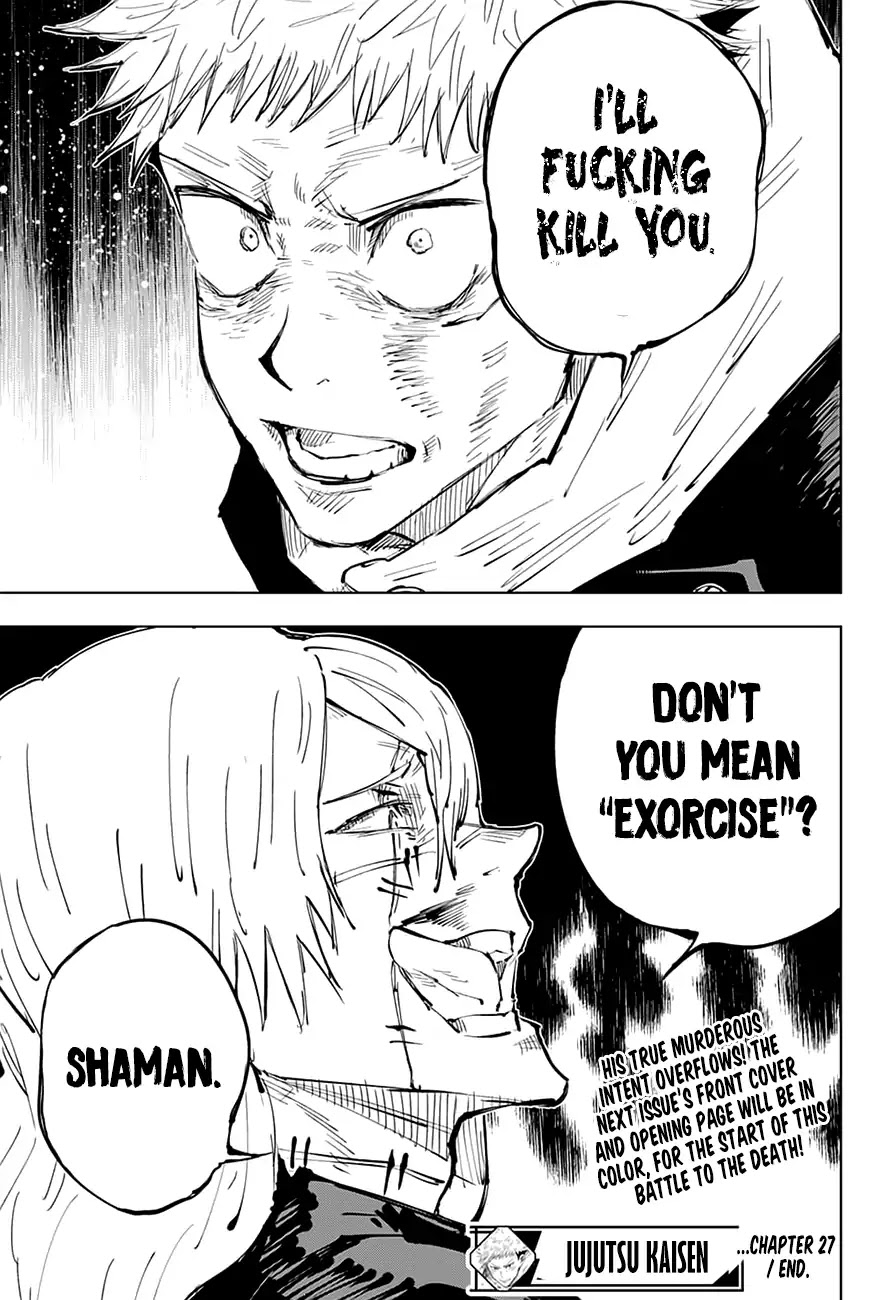 I'LL
FUCKING
KILL YOU.
DON'T
YOU MEAN
"EXORCISE"?
SHAMAN.
HIS TRUE MURDEROUS
INTENT OVERFLOWS! THE
NEXT ISSUE'S FRONT COVER
AND OPENING PAGE WILL BE IN
COLOR, FOR THE START OF THIS
BATTLE TO THE DEATH!
JUJUTSU KAISEN
...CHAPTER 27
/ END.